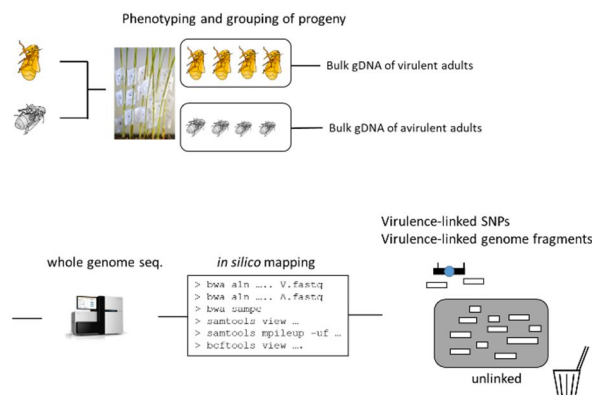 Phenotyping and grouping of progeny
Bulk gDNA of virulent adults
Bulk gDNA of avirulent adults
Virulence-linked SNPs
Virulence-linked genome fragments
whole genome seq.
in silico mapping
> bwa aln ….. V.fastq
> bwa aln ….. A.fastq
> bwa sampe
> samtools view …
> samtools mpileup -uf …
> bcftools view ….
unlinked